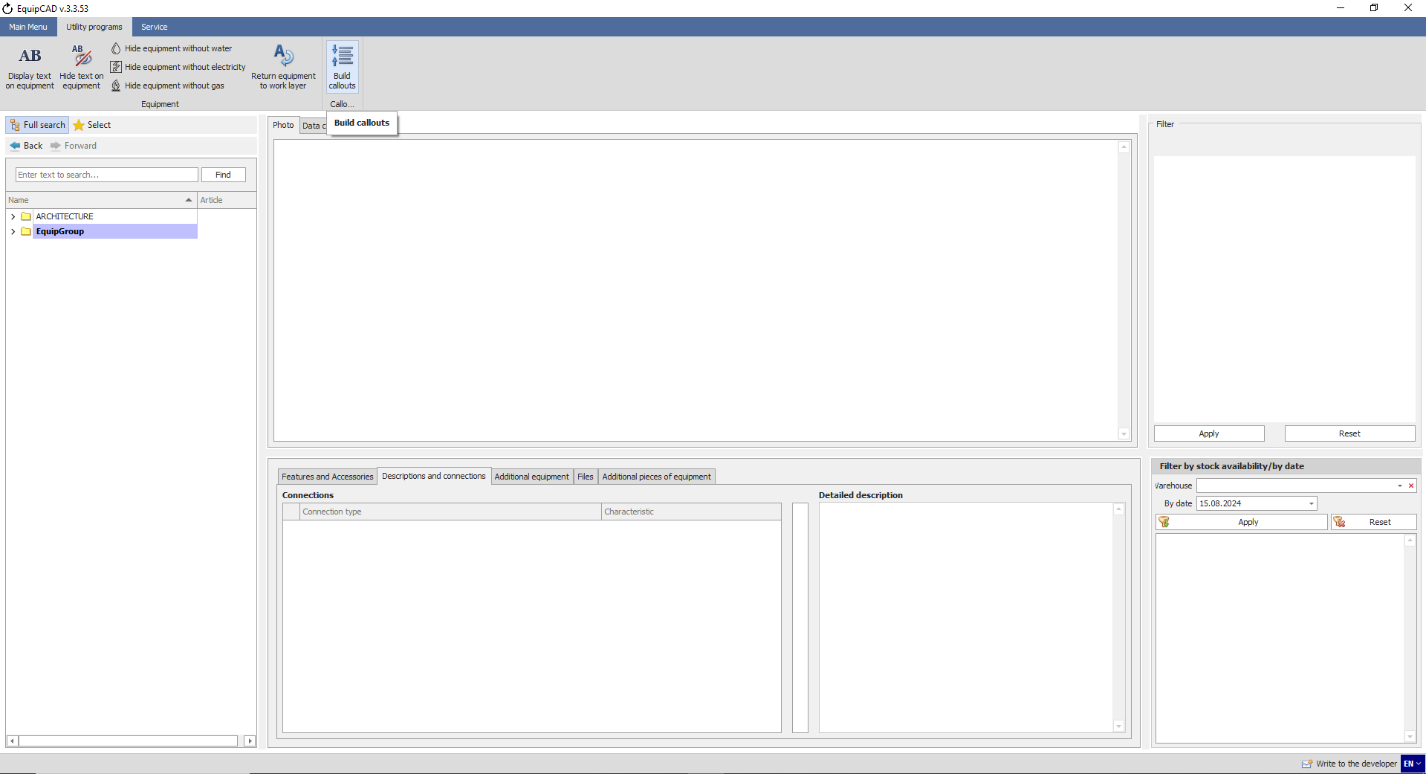 EquipCAD v.3.3.53
Main Menu
Utility programs
Service
AB
Display text
on equipment
AB
Hide text on
equipment
Hide equipment without water
Hide equipment without electricity
Hide equipment without gas
A
Return equipment
to work layer
Build
callouts
Equipment
Callo...
Build callouts
Full search
Select
Back
Forward
Enter text to search...
Find
Name
Article
ARCHITECTURE
EquipGroup
Photo
Data c
Filter
Apply
Reset
Features and Accessories
Descriptions and connections
Additional equipment
Files
Additional pieces of equipment
Connections
Connection type
Characteristic
Detailed description
Filter by stock availability/by date
Warehouse
By date
15.08.2024
Apply
Reset
Write to the developer
EN